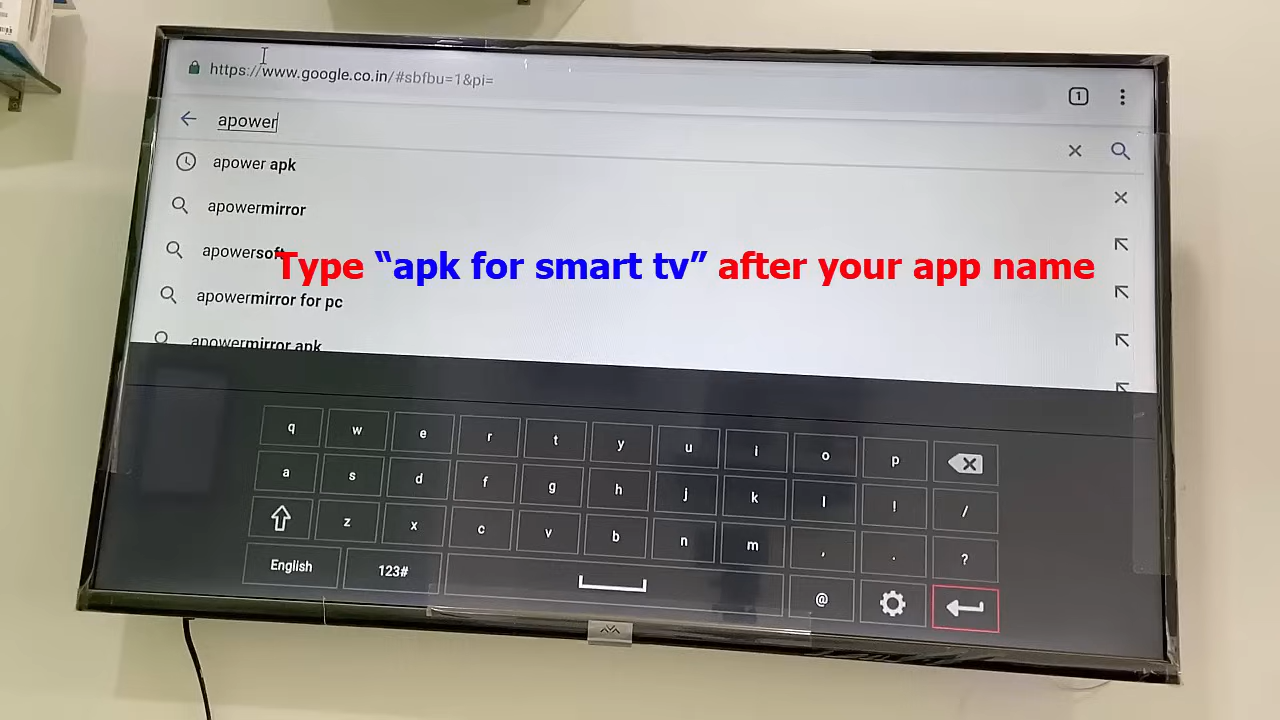 https://www.google.co.in/#sbfbu=1&pi=
1
apower
apower apk
apowermirror
apowersoft
Type “apk for smart tv” after your app name
apowermirror for pc
apowermirror apk
q w e r t y u i o p
a s d f g h j k l ! /
z x c v b n m , . ?
English 123# @